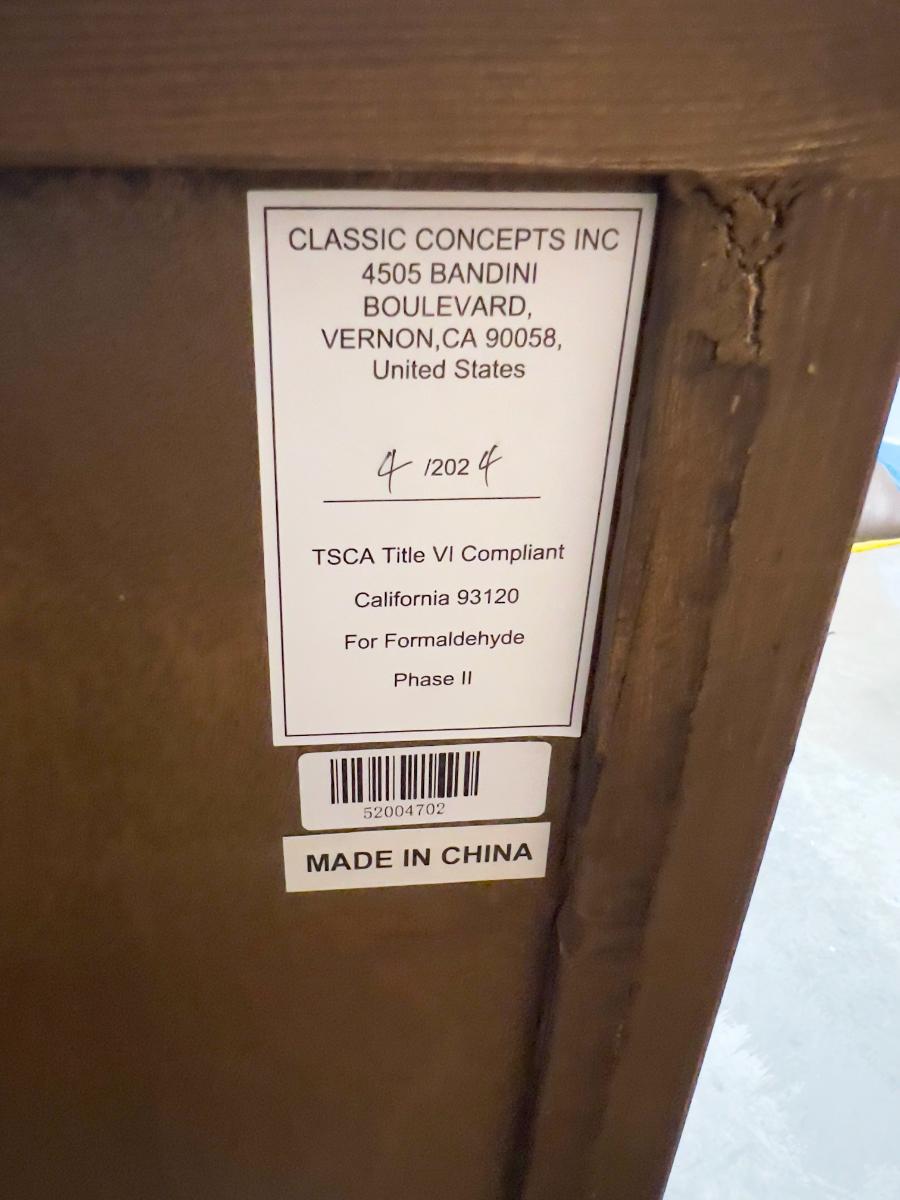 CLASSIC CONCEPTS INC
4505 BANDINI
BOULEVARD,
VERNON,CA 90058,
United States
4 /2024
TSCA Title VI Compliant
California 93120
For Formaldehyde
Phase II
52004702
MADE IN CHINA